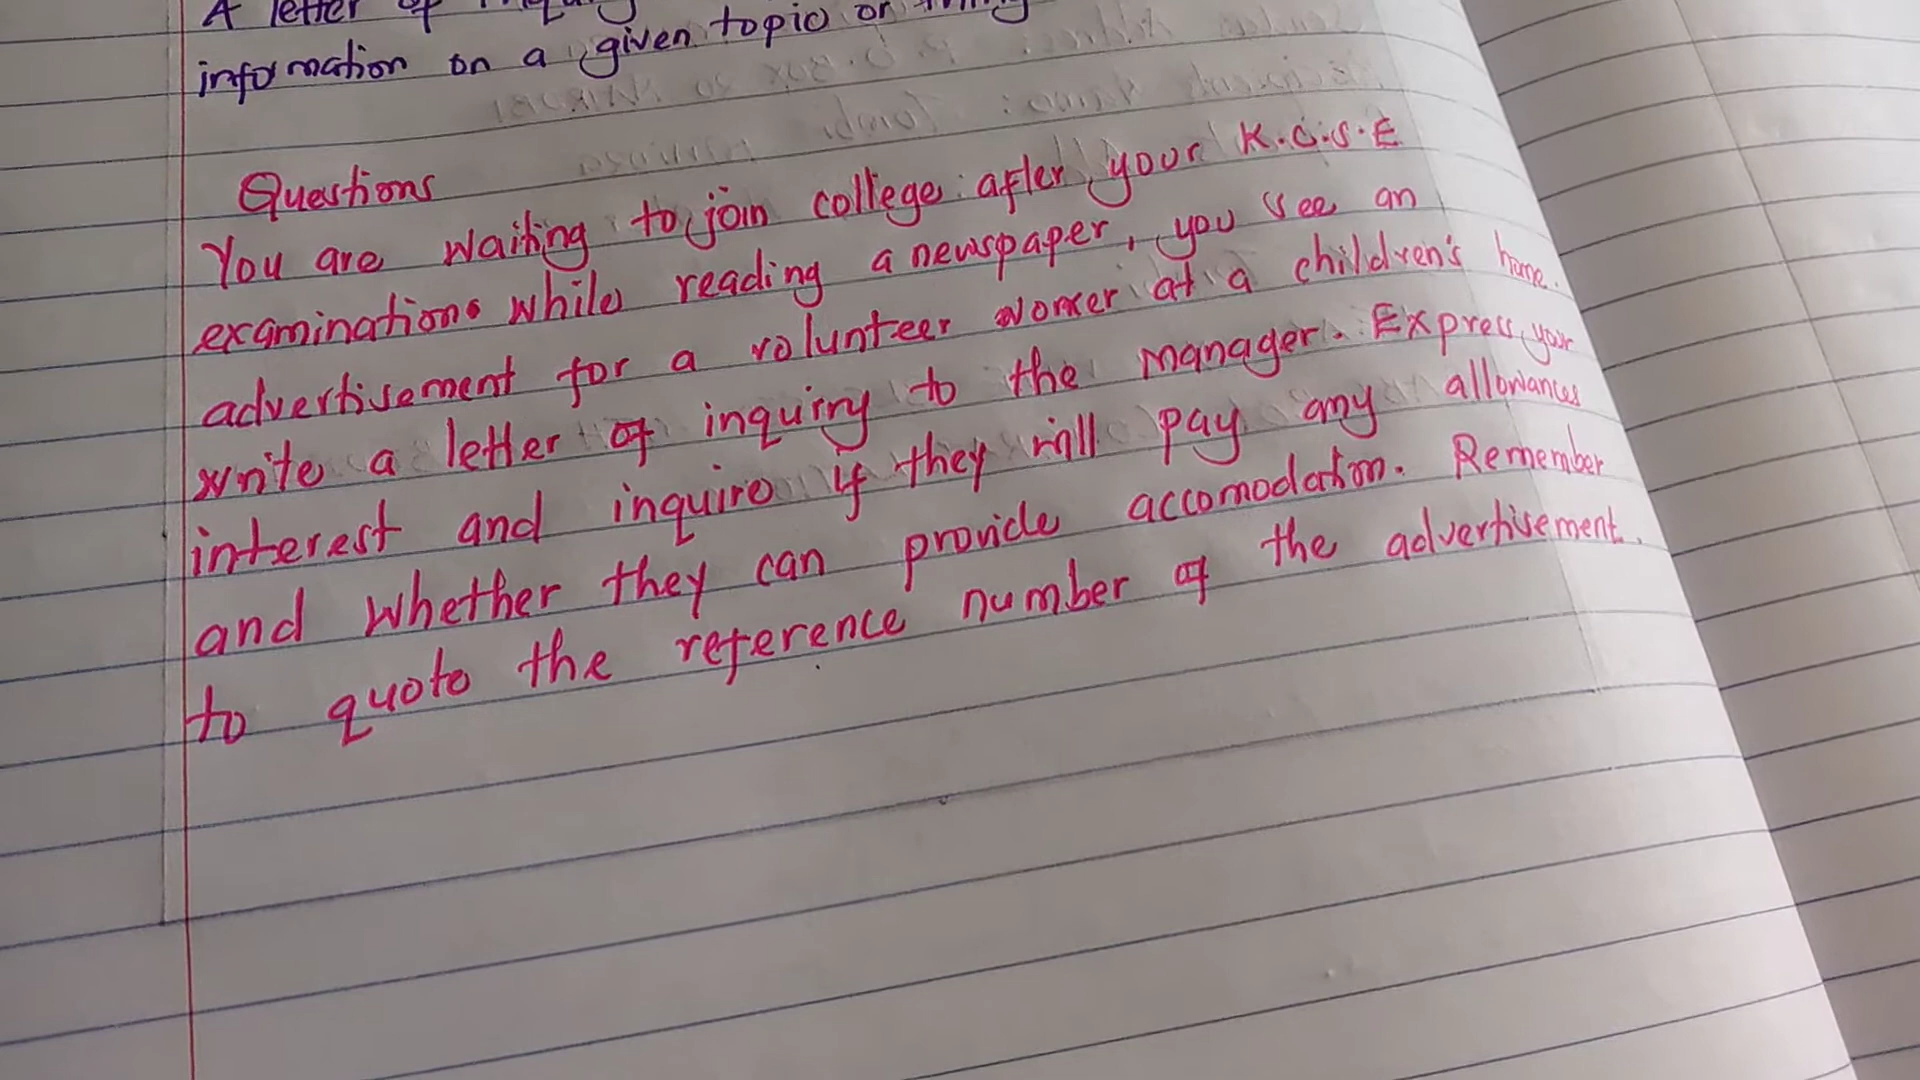 A letter of
information on a given topic or
Questions
You are waiting to join college after your K.C.S.E
examinations while reading a newspaper, you see an
advertisement for a volunteer worker at a children's home.
write a letter of inquiry to the manager. Express your
interest and inquire if they will pay any allowances
and whether they can provide accomodation. Remember
to quote the reference number of the advertisement.